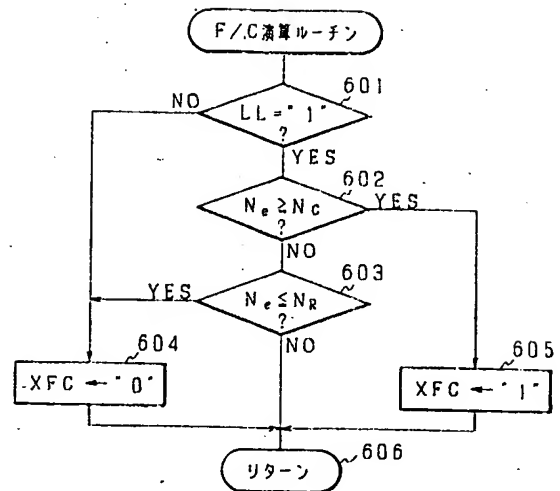 F/C演算ルーチン
601
NO
LL="1"
?
YES
602
Ne≥NC
?
YES
NO
603
YES
Ne≤NR
?
NO
604
XFC←"0"
605
XFC←"1"
リターン
606